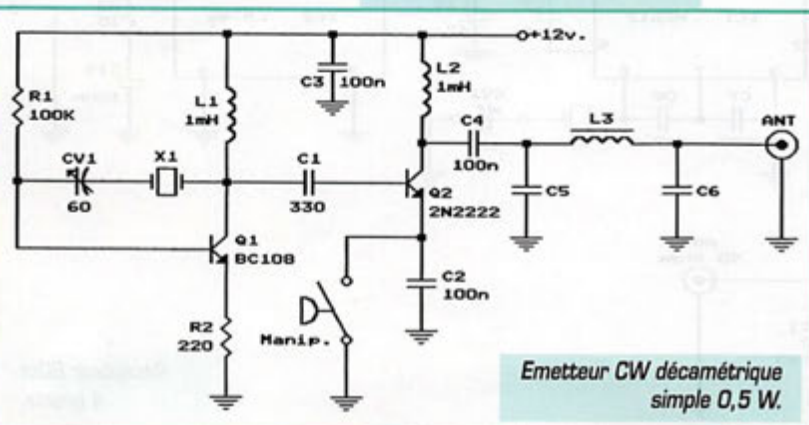 +12v.
R1
100K
L1
1mH
C3 100n
L2
1mH
C4
100n
L3
ANT
CV1
60
X1
C1
330
Q2
2N2222
C5
C6
Q1
BC108
C2
100n
R2
220
Manip.
Emetteur CW décamétrique
simple 0,5 W.